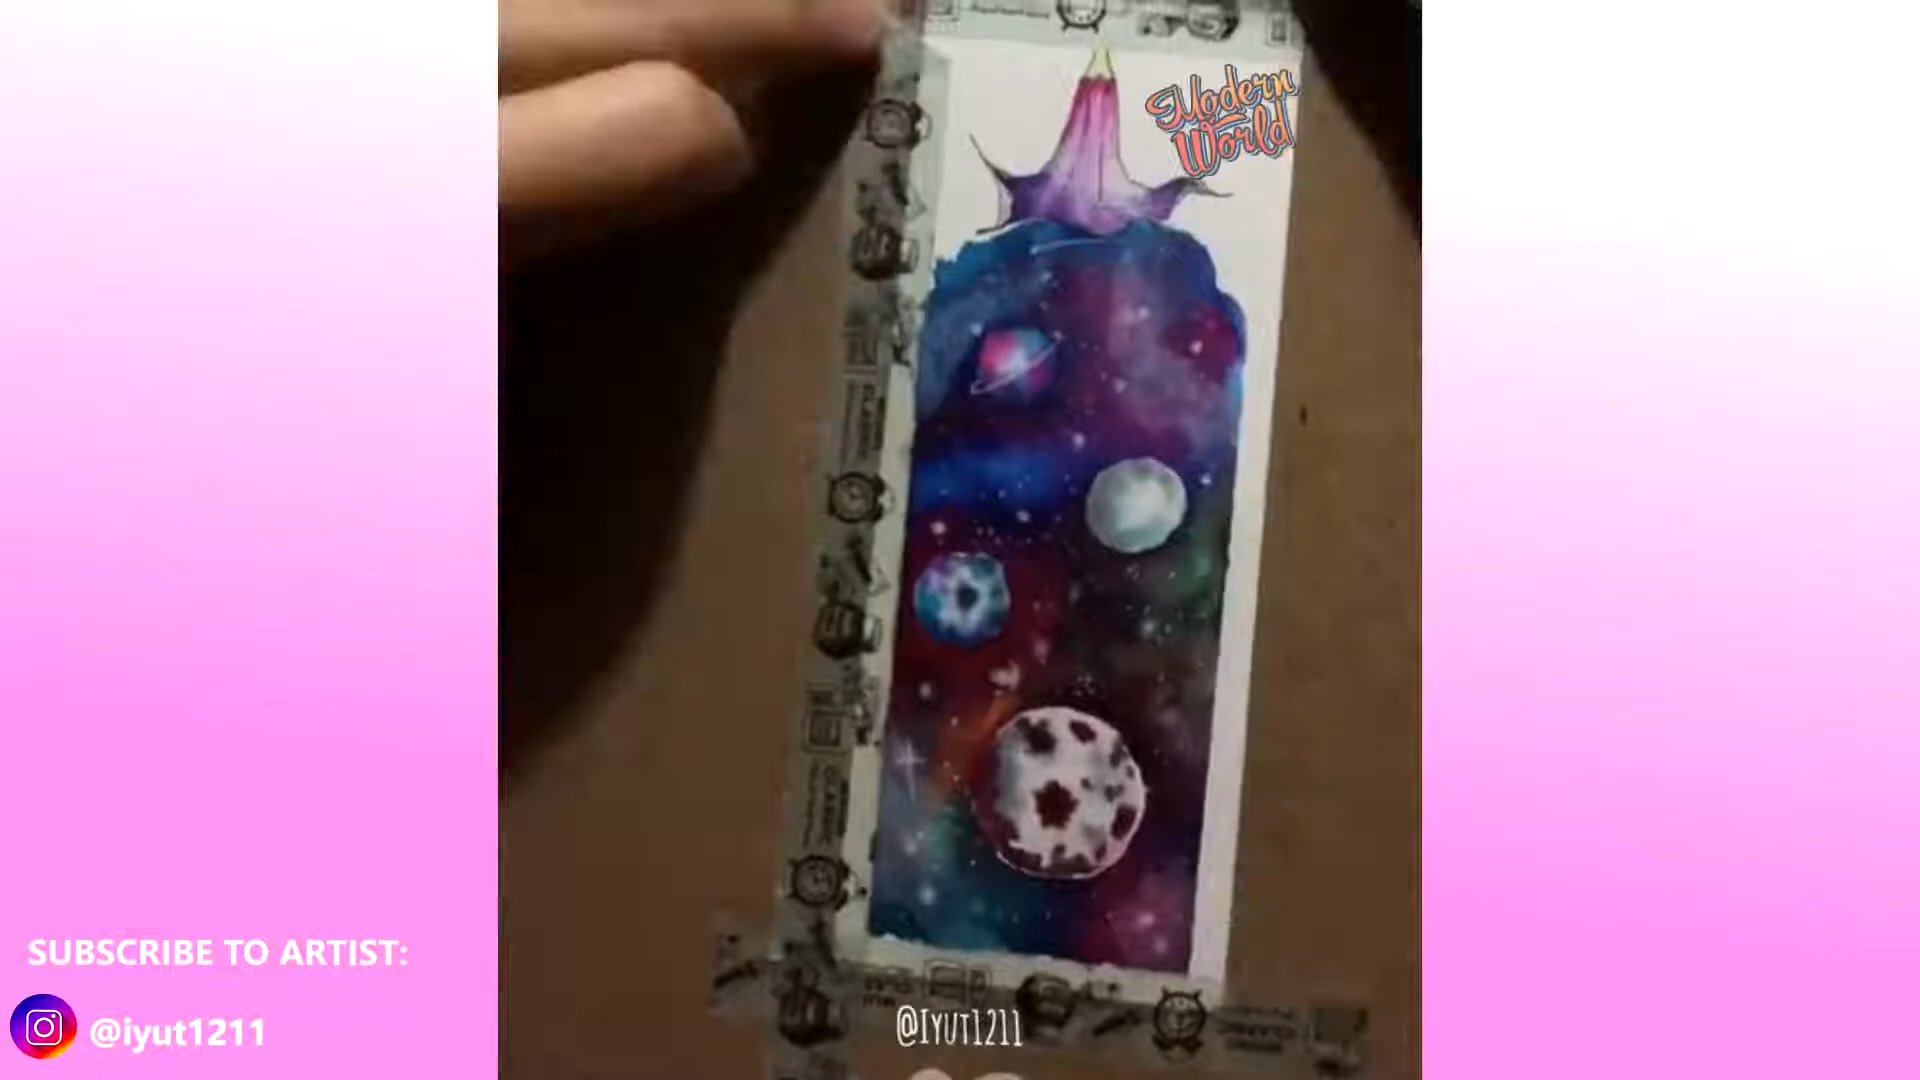 Modern
World
SUBSCRIBE TO ARTIST:
@iyut1211
@IYUT1211